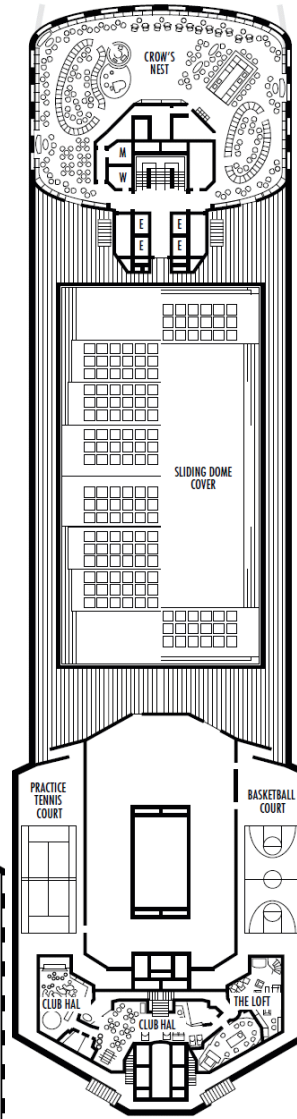 CROW'S
NEST
M
W
E
E
E
E
SLIDING DOME
COVER
PRACTICE
TENNIS
COURT
BASKETBALL
COURT
CLUB HAL
THE LOFT
CLUB HAL